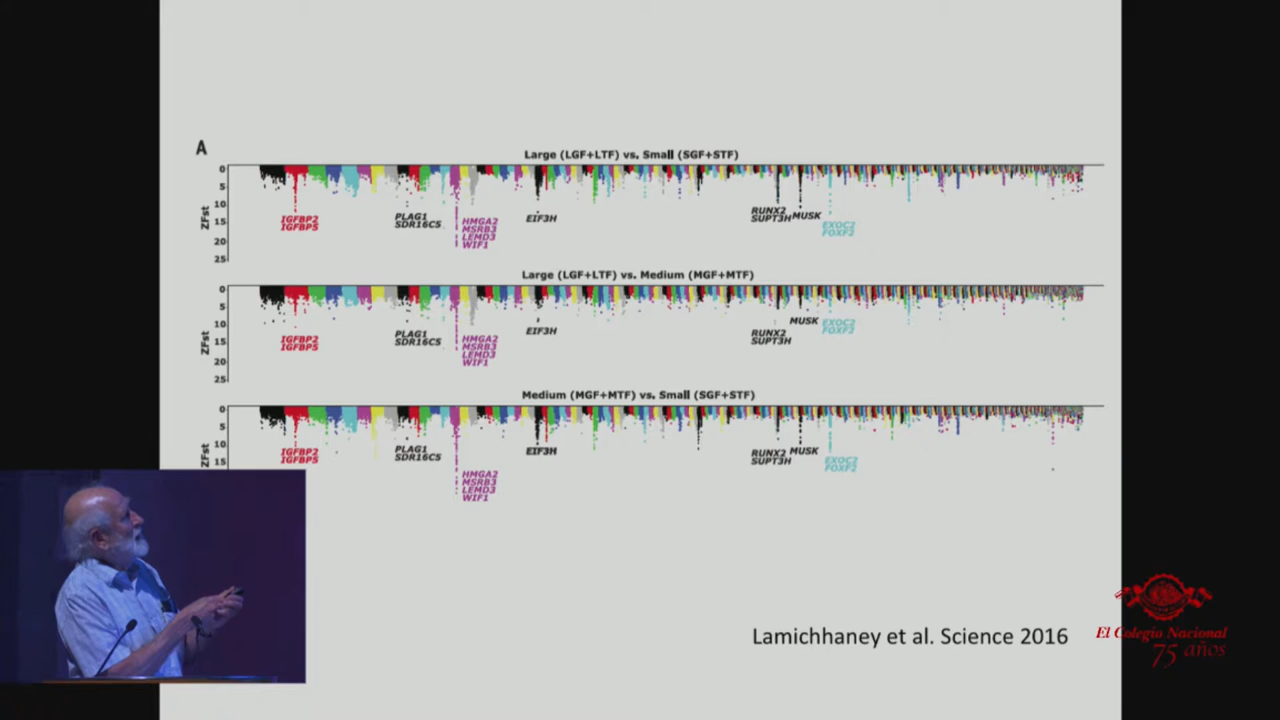 A
Large (LGF+LTF) vs. Small (SGF+STF)
0
5
10
15
20
25
ZFst
IGFBP2
IGFBP5
PLAG1
SDR16C5
HMGA2
MSRB3
LEMD3
WIF1
EIF3H
RUNX2
SUPT3H
MUSK
EXOC2
FOXF2
Large (LGF+LTF) vs. Medium (MGF+MTF)
0
5
10
15
20
25
ZFst
IGFBP2
IGFBP5
PLAG1
SDR16C5
HMGA2
MSRB3
LEMD3
WIF1
EIF3H
RUNX2
SUPT3H
MUSK
EXOC2
FOXF2
Medium (MGF+MTF) vs. Small (SGF+STF)
0
5
10
15
ZFst
IGFBP2
IGFBP5
PLAG1
SDR16C5
HMGA2
MSRB3
LEMD3
WIF1
EIF3H
RUNX2
SUPT3H
MUSK
EXOC2
FOXF2
Lamichhaney et al. Science 2016
El Colegio Nacional
75 años